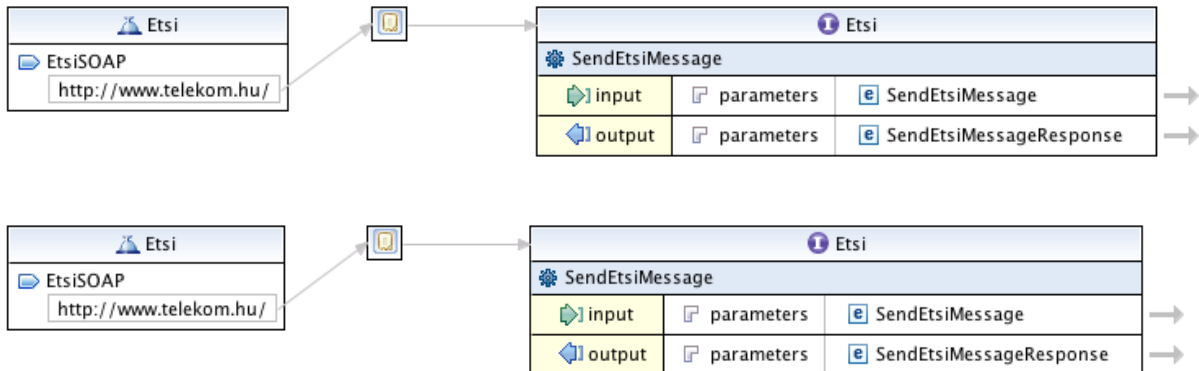 Etsi
EtsiSOAP
http://www.telekom.hu/
Etsi
SendEtsiMessage
input parameters e SendEtsiMessage
output parameters e SendEtsiMessageResponse
Etsi
EtsiSOAP
http://www.telekom.hu/
Etsi
SendEtsiMessage
input parameters e SendEtsiMessage
output parameters e SendEtsiMessageResponse